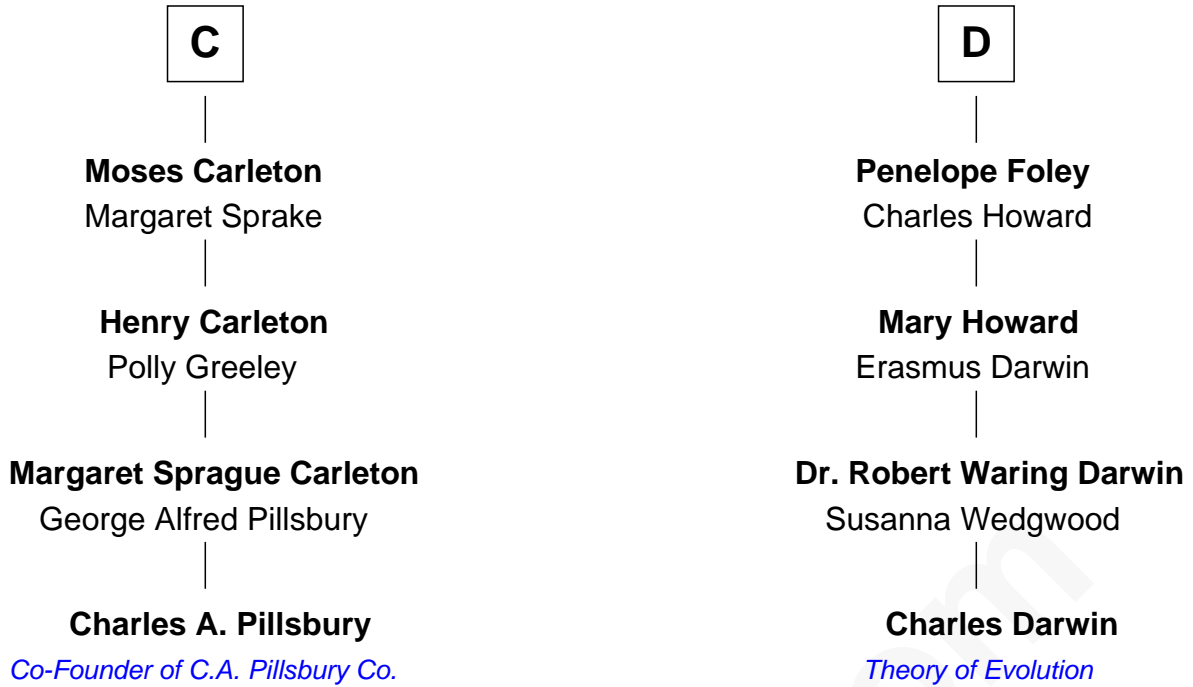 C
Moses Carleton
Margaret Sprake
Henry Carleton
Polly Greeley
Margaret Sprague Carleton
George Alfred Pillsbury
Charles A. Pillsbury
Co-Founder of C.A. Pillsbury Co.
D
Penelope Foley
Charles Howard
Mary Howard
Erasmus Darwin
Dr. Robert Waring Darwin
Susanna Wedgwood
Charles Darwin
Theory of Evolution